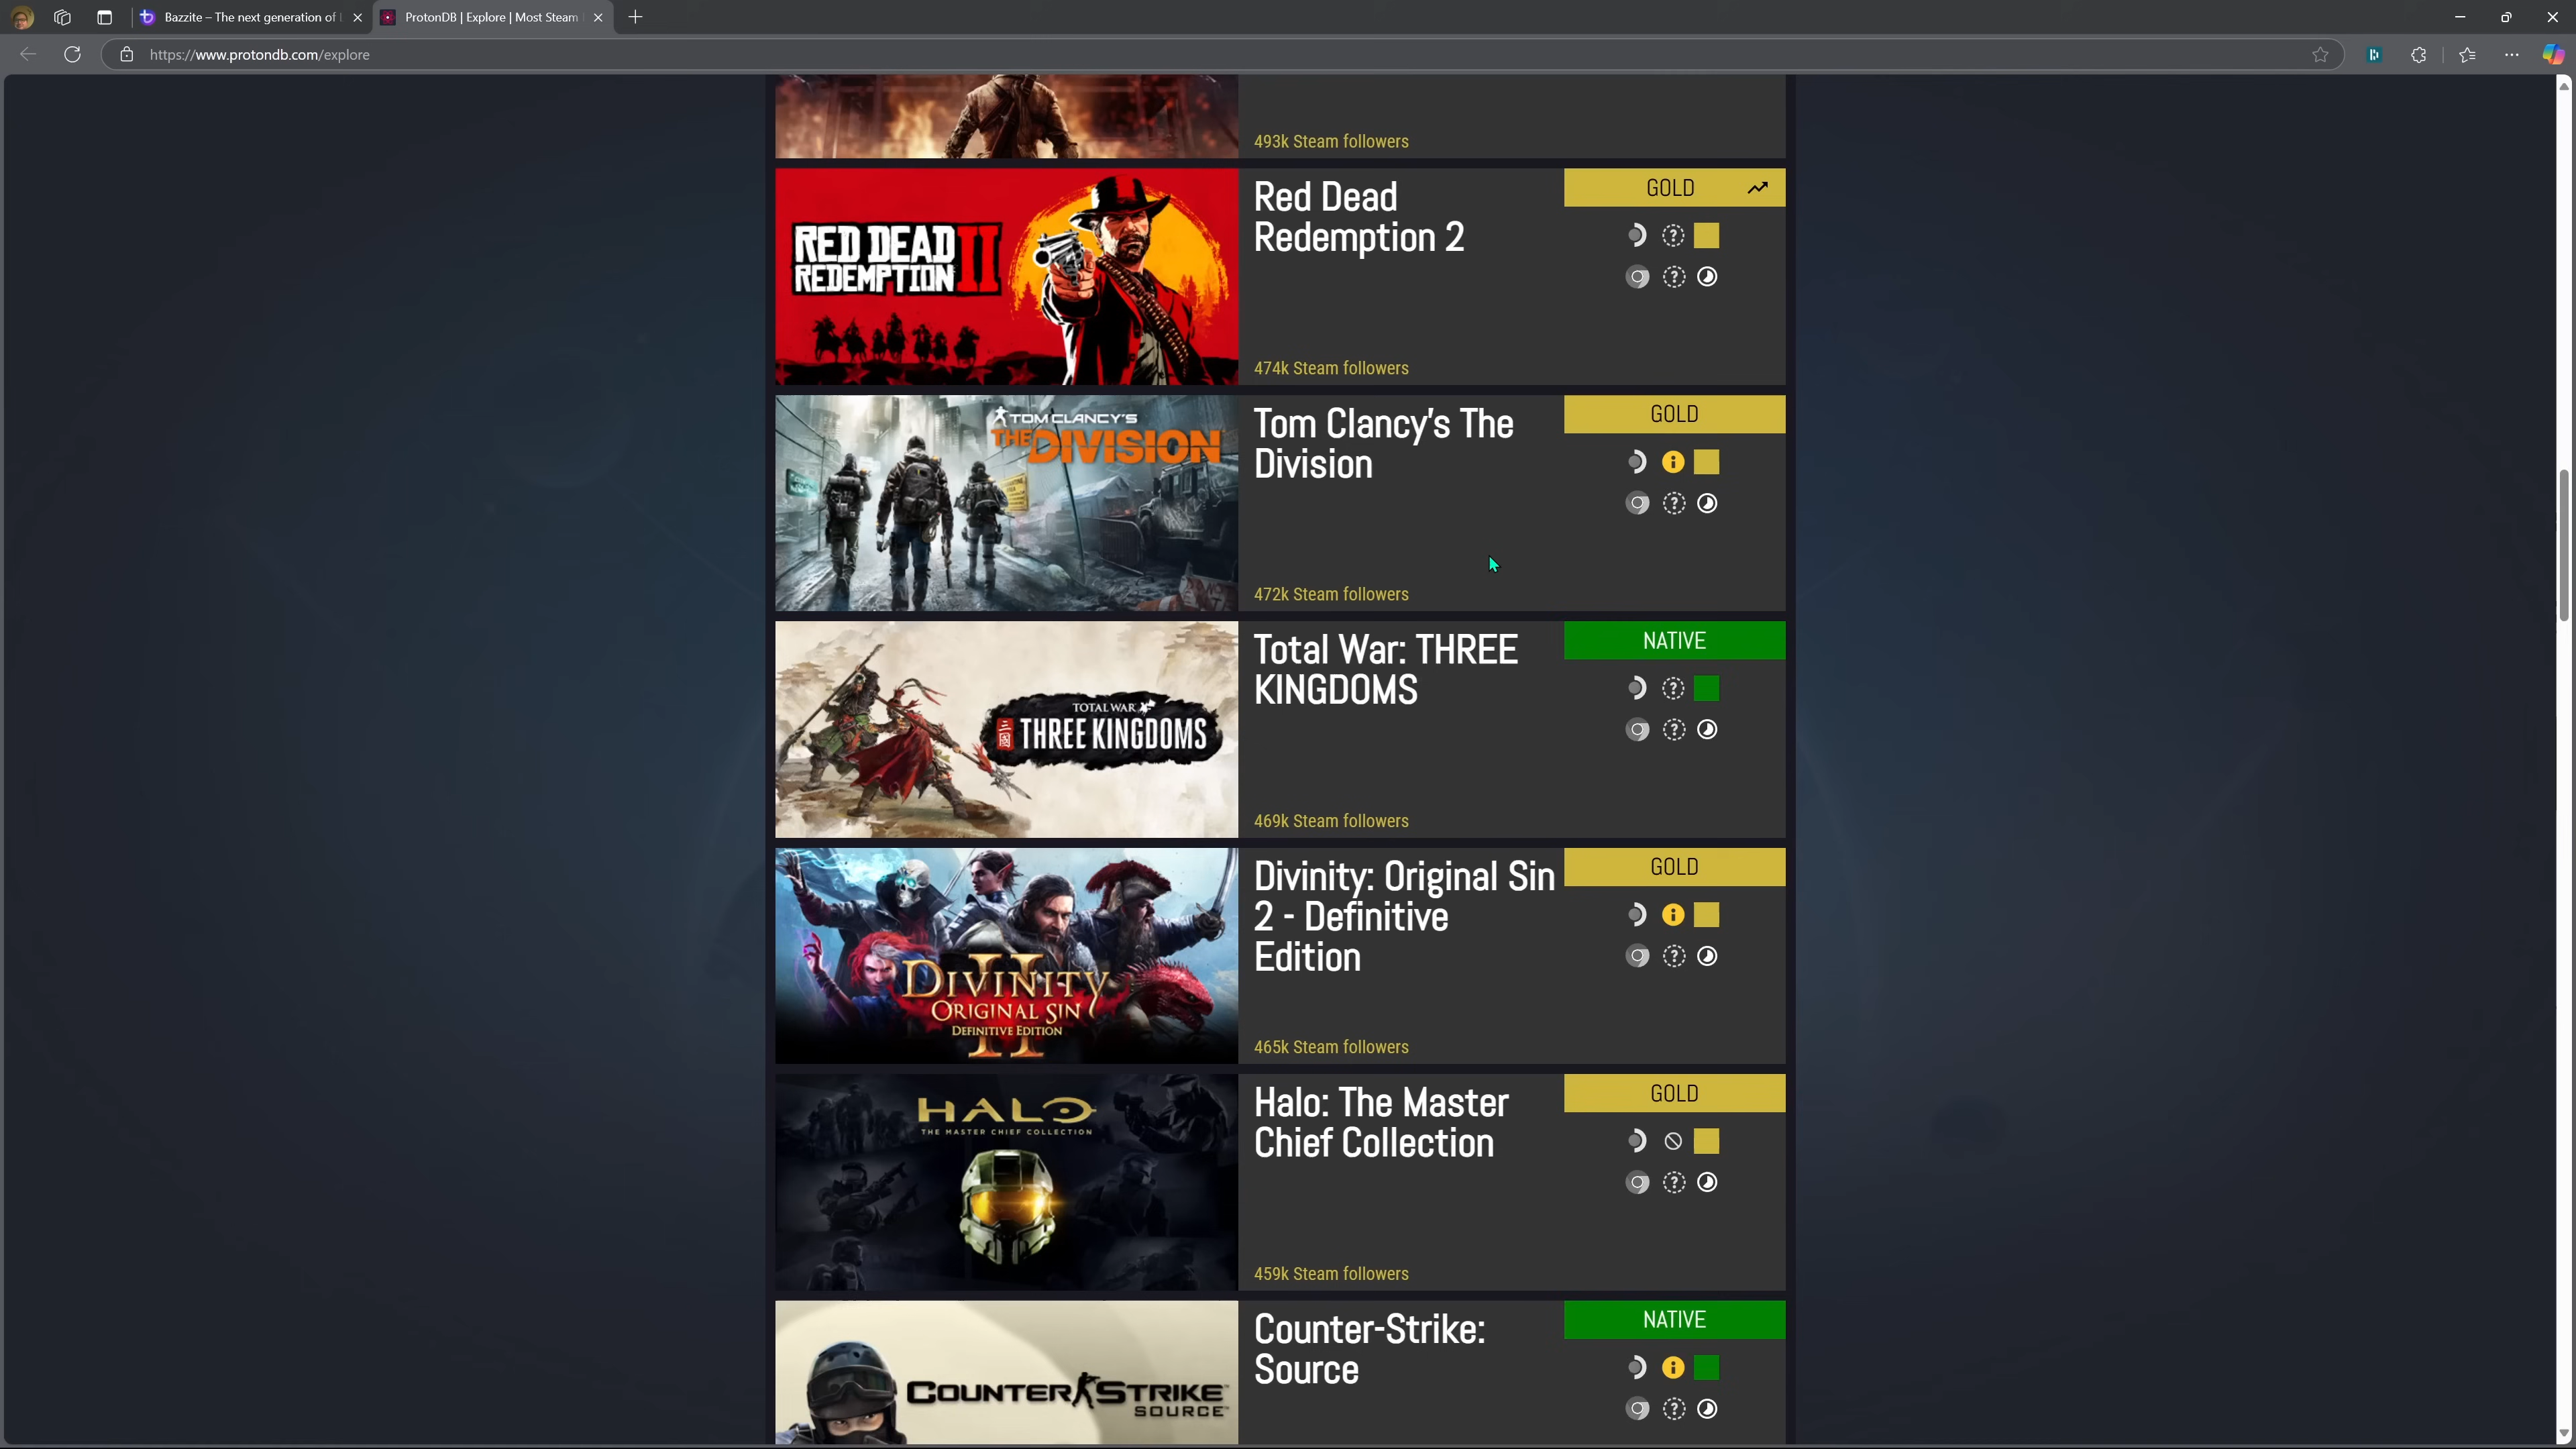 Bazzite – The next generation of L
ProtonDB | Explore | Most Steam
https://www.protondb.com/explore
493k Steam followers
RED DEAD
REDEMPTION II
Red Dead
Redemption 2
GOLD
474k Steam followers
TOM CLANCY'S
THE DIVISION
Tom Clancy's The
Division
GOLD
472k Steam followers
TOTAL WAR
三國 THREE KINGDOMS
Total War: THREE
KINGDOMS
NATIVE
469k Steam followers
DIVINITY
ORIGINAL SIN
DEFINITIVE EDITION
II
Divinity: Original Sin
2 - Definitive
Edition
GOLD
465k Steam followers
HALO
THE MASTER CHIEF COLLECTION
Halo: The Master
Chief Collection
GOLD
459k Steam followers
COUNTER STRIKE
SOURCE
Counter-Strike:
Source
NATIVE